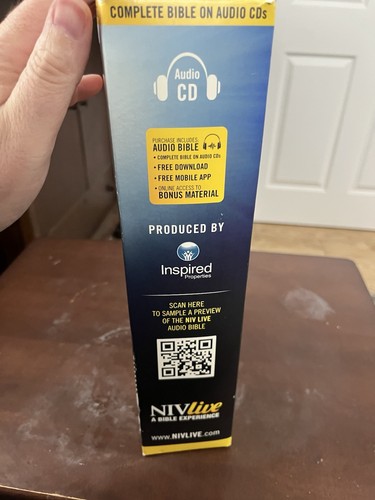 COMPLETE BIBLE ON AUDIO CDs
Audio
CD
PURCHASE INCLUDES:
AUDIO BIBLE
• COMPLETE BIBLE ON AUDIO CDs
• FREE DOWNLOAD
• FREE MOBILE APP
• ONLINE ACCESS TO
BONUS MATERIAL
PRODUCED BY
Inspired
Properties
SCAN HERE
TO SAMPLE A PREVIEW
OF THE NIV LIVE
AUDIO BIBLE
NIVlive
A BIBLE EXPERIENCE
www.NIVLIVE.com